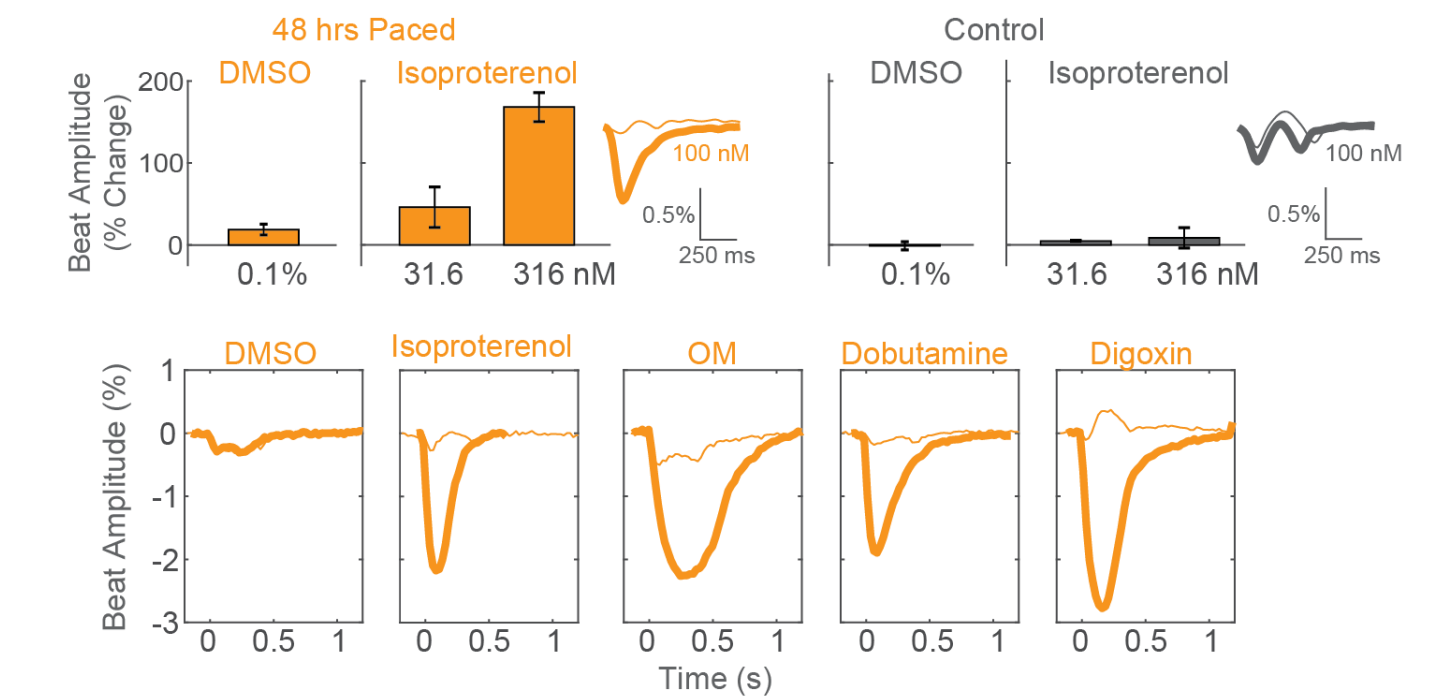 48 hrs Paced
Control
DMSO
Isoproterenol
DMSO
Isoproterenol
Beat Amplitude
(% Change)
200
100
0
100 nM
0.5%
250 ms
100 nM
0.5%
250 ms
0.1%
31.6
316 nM
0.1%
31.6
316 nM
DMSO
Isoproterenol
OM
Dobutamine
Digoxin
Beat Amplitude (%)
1
0
-1
-2
-3
0 0.5 1
0 0.5 1
0 0.5 1
0 0.5 1
0 0.5 1
Time (s)